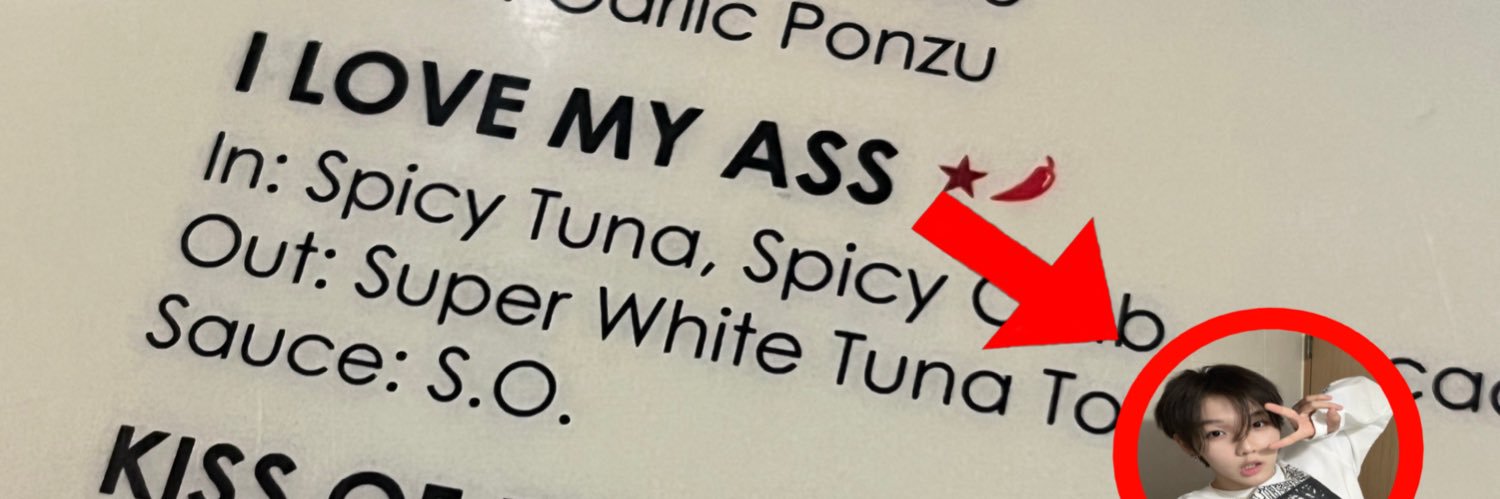 Ponzu
I LOVE MY ASS
In: Spicy Tuna, Spicy
Out: Super White Tuna
Sauce: S.O.
KISS